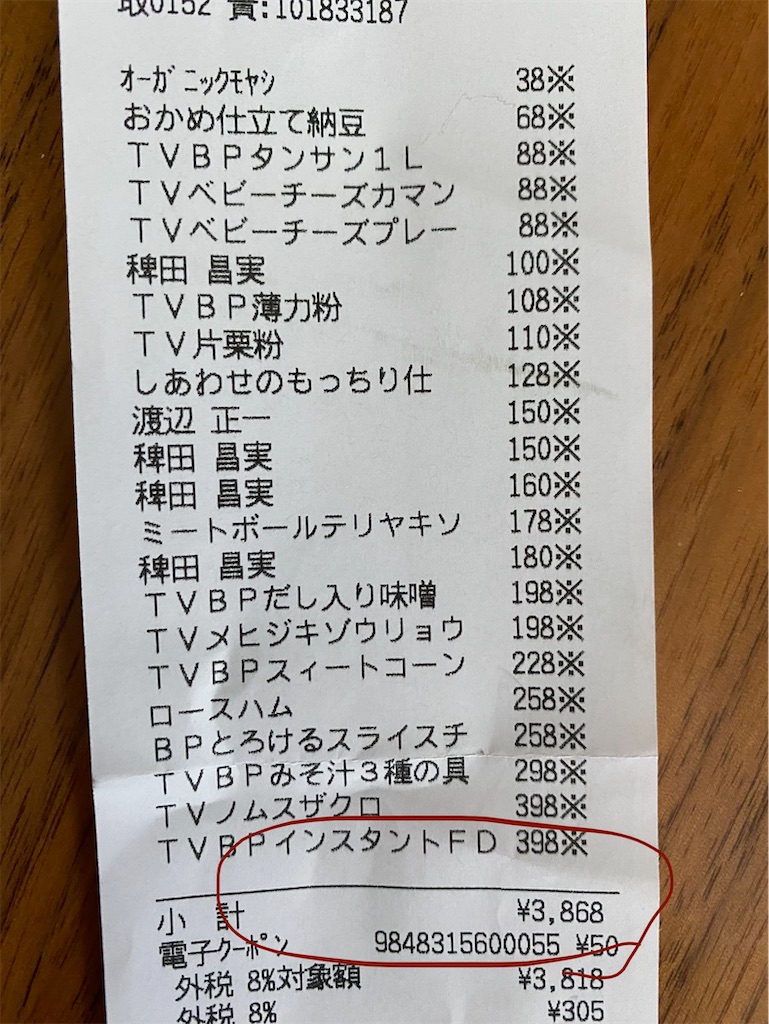 取0152 責:101833187
オーガニックモヤシ 38※
おかめ仕立て納豆 68※
TVBPタンサン1L 88※
TVベビーチーズカマン 88※
TVベビーチーズプレー 88※
稗田 昌実 100※
TVBP薄力粉 108※
TV片栗粉 110※
しあわせのもっちり仕 128※
渡辺 正一 150※
稗田 昌実 150※
稗田 昌実 160※
ミートボールテリヤキソ 178※
稗田 昌実 180※
TVBPだし入り味噌 198※
TVメヒジキゾウリョウ 198※
TVBPスィートコーン 228※
ロースハム 258※
BPとろけるスライスチ 258※
TVBPみそ汁3種の具 298※
TVノムスザクロ 398※
TVBPインスタントFD 398※
小計 ¥3,868
電子クーポン 9848315600055 ¥50
外税 8%対象額 ¥3,818
外税 8% ¥305